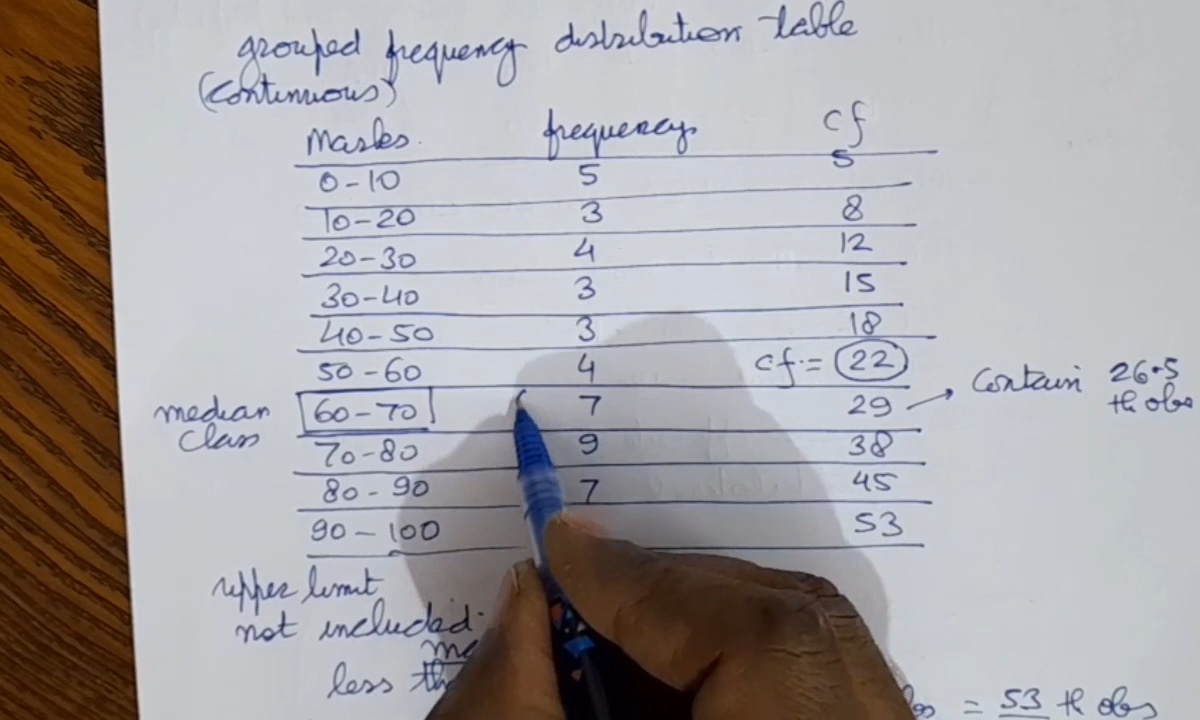 grouped frequency distribution table
(continuous)
Marks. frequency cf
0-10 5 5
10-20 3 8
20-30 4 12
30-40 3 15
40-50 3 18
50-60 4 cf = 22
median class 60-70 7 29 → Contain 26.5 th obs
70-80 9 38
80-90 7 45
90-100 53
upper limit
not included.
less
= 53 th obs